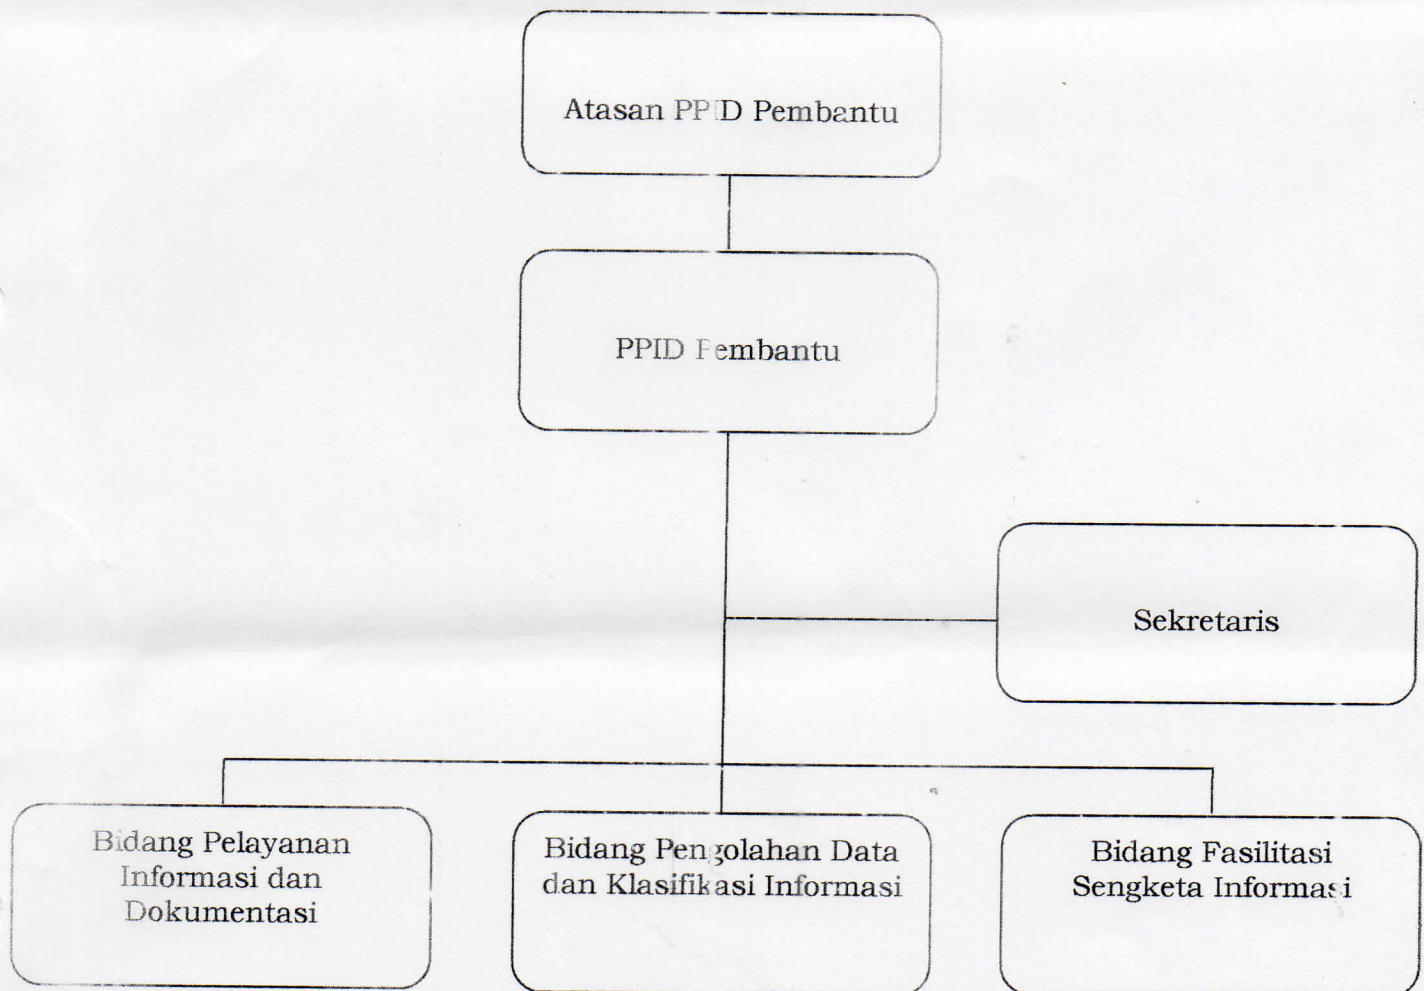 Atasan PPID Pembantu
PPID Pembantu
Sekretaris
Bidang Pelayanan
Informasi dan
Dokumentasi
Bidang Pengolahan Data
dan Klasifikasi Informasi
Bidang Fasilitasi
Sengketa Informasi